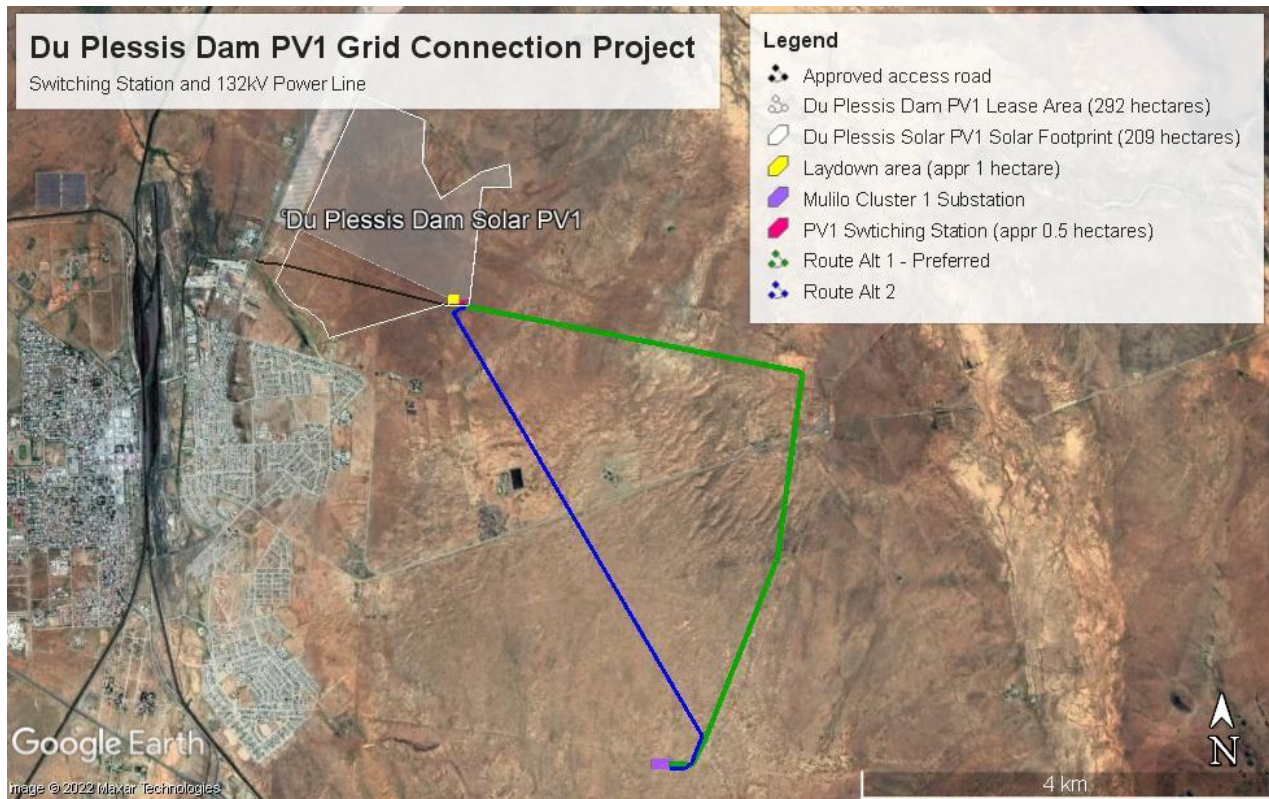 Du Plessis Dam PV1 Grid Connection Project
Switching Station and 132kV Power Line
Legend
Approved access road
Du Plessis Dam PV1 Lease Area (292 hectares)
Du Plessis Solar PV1 Solar Footprint (209 hectares)
Laydown area (appr 1 hectare)
Mulilo Cluster 1 Substation
PV1 Swtiching Station (appr 0.5 hectares)
Route Alt 1 - Preferred
Route Alt 2
'Du Plessis Dam Solar PV1
Google Earth
Image © 2022 Maxar Technologies
N
4 km